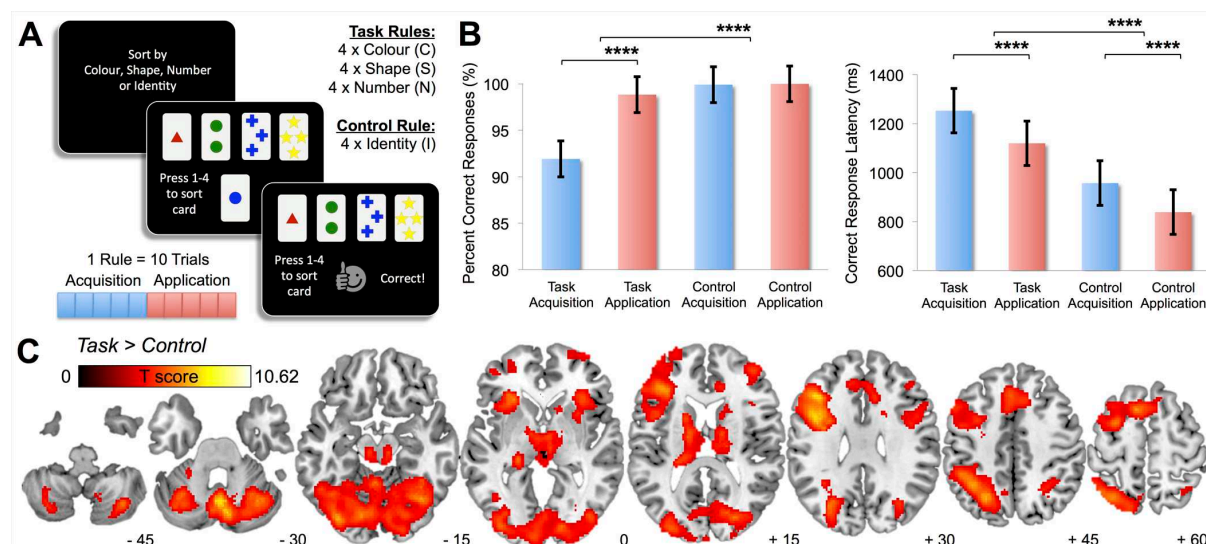 A
Sort by
Colour, Shape, Number
or Identity
Task Rules:
4 x Colour (C)
4 x Shape (S)
4 x Number (N)
Control Rule:
4 x Identity (I)
Press 1-4
to sort
card
Press 1-4
to sort
card
Correct!
1 Rule = 10 Trials
Acquisition Application
B
Percent Correct Responses (%)
100
95
90
85
80
****
****
Task
Acquisition
Task
Application
Control
Acquisition
Control
Application
Correct Response Latency (ms)
1400
1200
1000
800
600
****
****
****
Task
Acquisition
Task
Application
Control
Acquisition
Control
Application
C
Task > Control
0 T score 10.62
- 45 - 30 - 15 0 + 15 + 30 + 45 + 60